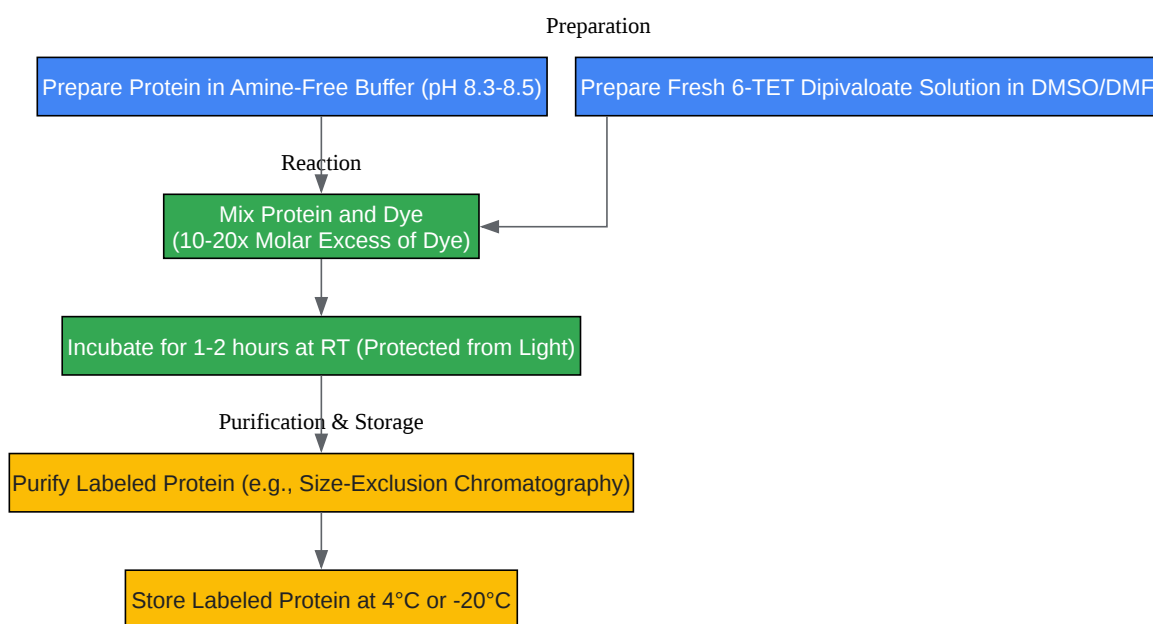 Preparation
Prepare Protein in Amine-Free Buffer (pH 8.3-8.5)
Prepare Fresh 6-TET Dipivaloate Solution in DMSO/DMF
Reaction
Mix Protein and Dye
(10-20x Molar Excess of Dye)
Incubate for 1-2 hours at RT (Protected from Light)
Purification & Storage
Purify Labeled Protein (e.g., Size-Exclusion Chromatography)
Store Labeled Protein at 4°C or -20°C